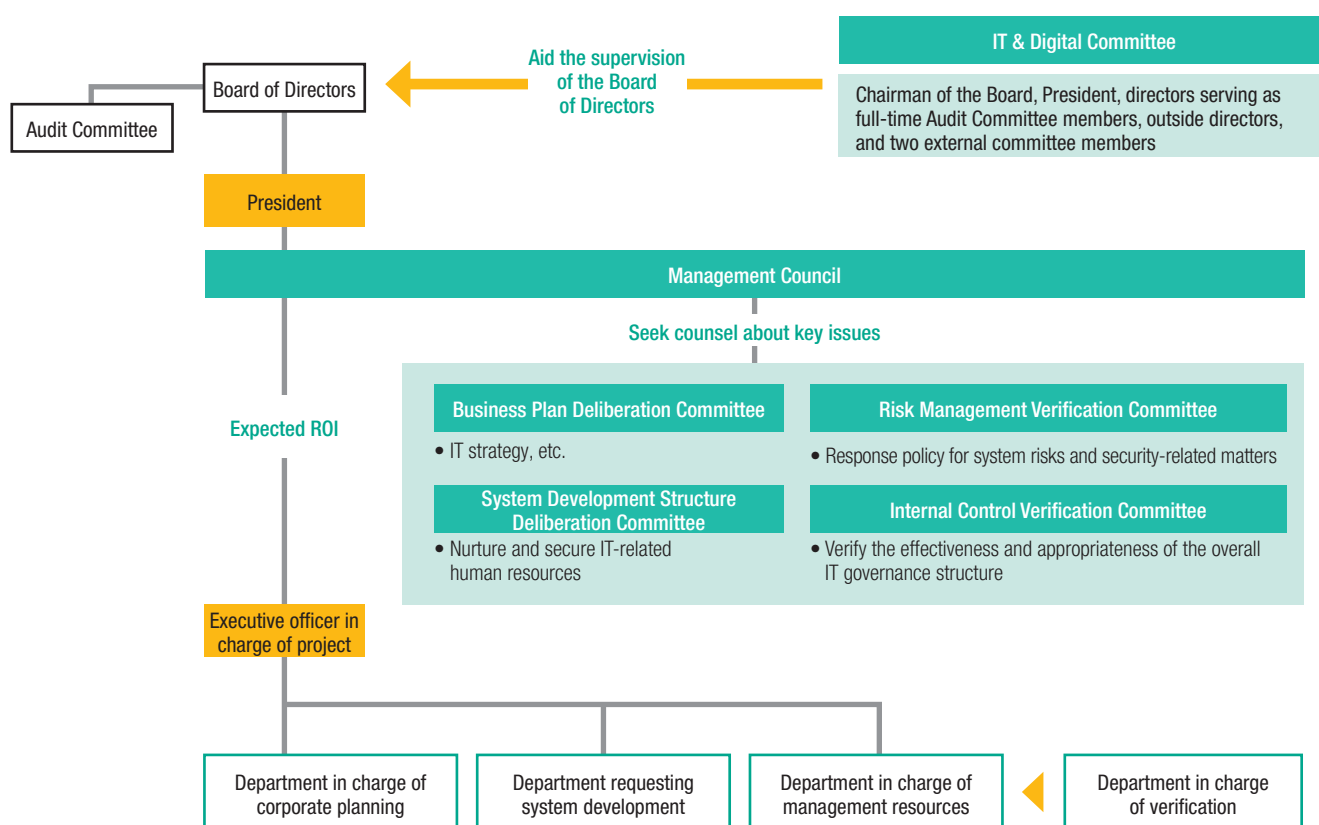 IT & Digital Committee
Aid the supervision
of the Board
of Directors
Board of Directors
Audit Committee
Chairman of the Board, President, directors serving as
full-time Audit Committee members, outside directors,
and two external committee members
President
Management Council
Seek counsel about key issues
Expected ROI
Business Plan Deliberation Committee
• IT strategy, etc.
Risk Management Verification Committee
• Response policy for system risks and security-related matters
System Development Structure
Deliberation Committee
• Nurture and secure IT-related
human resources
Internal Control Verification Committee
• Verify the effectiveness and appropriateness of the overall
IT governance structure
Executive officer in
charge of project
Department in charge of
corporate planning
Department requesting
system development
Department in charge of
management resources
Department in charge
of verification